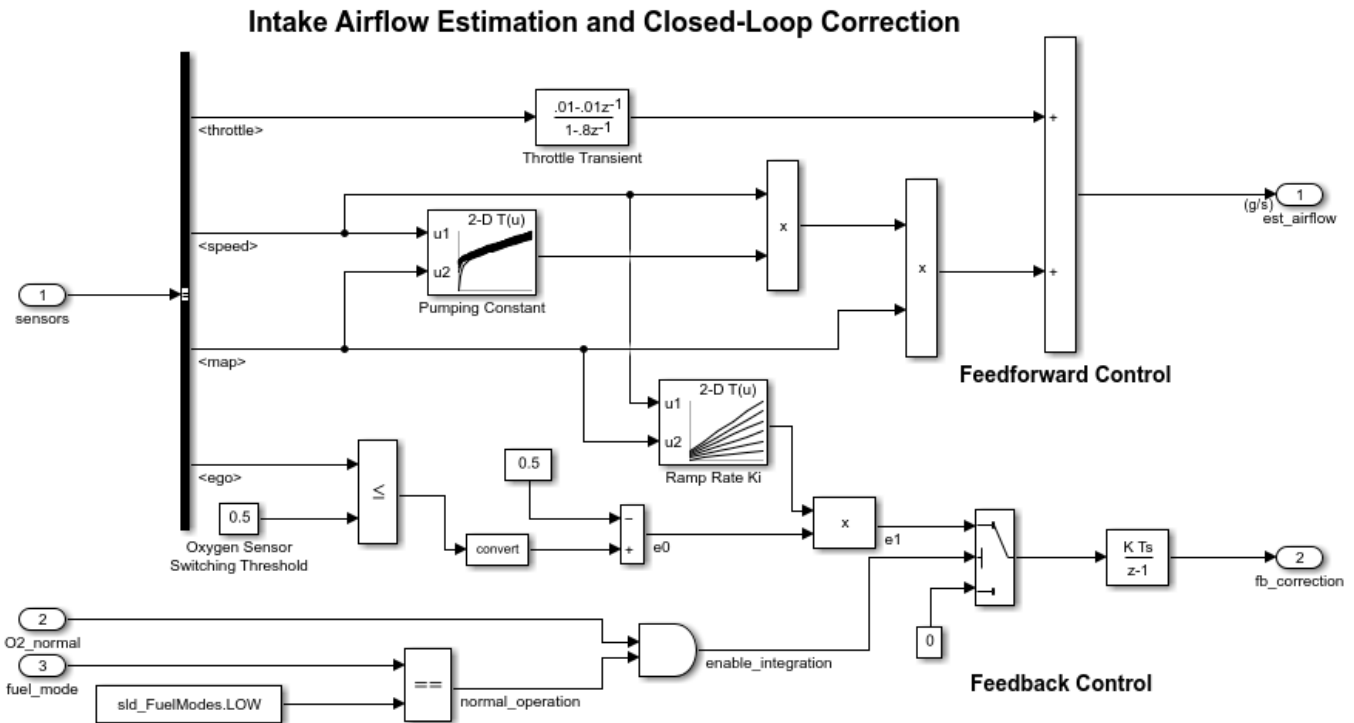 Intake Airflow Estimation and Closed-Loop Correction
.01-.01z-1
1-.8z-1
Throttle Transient
<throttle>
+
2-D T(u)
u1
u2
Pumping Constant
<speed>
x
x
(g/s)
1
est_airflow
+
1
sensors
<map>
Feedforward Control
2-D T(u)
u1
u2
Ramp Rate Ki
<ego>
0.5
Oxygen Sensor
Switching Threshold
≤
convert
0.5
−
+
e0
x
e1
K Ts
z-1
2
fb_correction
0
2
O2_normal
3
fuel_mode
sld_FuelModes.LOW
==
normal_operation
enable_integration
Feedback Control